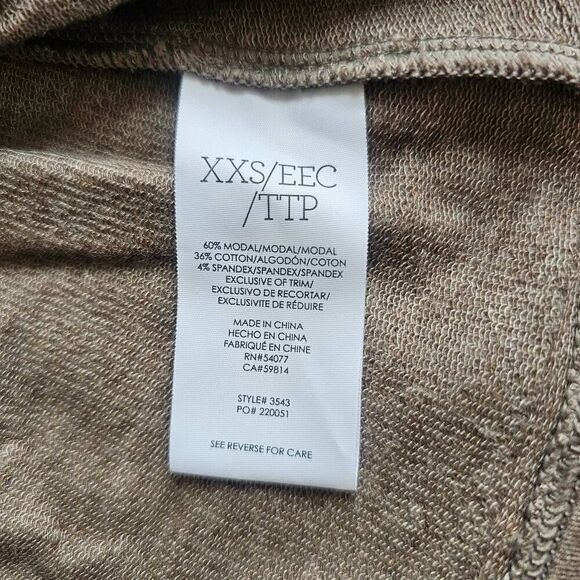 XXS/EEC
/TTP
60% MODAL/MODAL/MODAL
36% COTTON/ALGODÓN/COTON
4% SPANDEX/SPANDEX/SPANDEX
EXCLUSIVE OF TRIM/
EXCLUSIVO DE RECORTAR/
EXCLUSIVITE DE RÉDUIRE
MADE IN CHINA
HECHO EN CHINA
FABRIQUÉ EN CHINE
RN#54077
CA#59814
STYLE# 3543
PO# 220051
SEE REVERSE FOR CARE